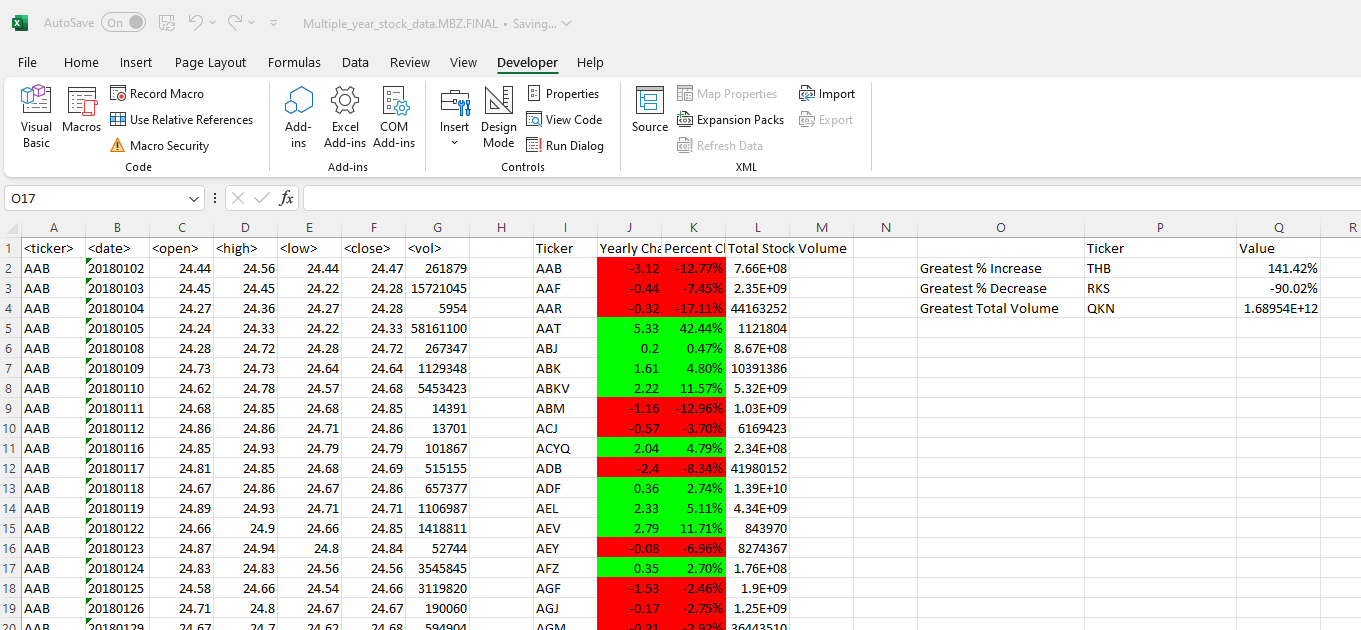 AutoSave On Multiple_year_stock_data.MBZ.FINAL • Saving...
File Home Insert Page Layout Formulas Data Review View Developer Help
Visual Basic
Macros
Record Macro
Use Relative References
Macro Security
Code
Add-ins
Excel Add-ins
COM Add-ins
Add-ins
Insert
Design Mode
Properties
View Code
Run Dialog
Controls
Source
Map Properties
Expansion Packs
Refresh Data
Import
Export
XML
O17 fx
A B C D E F G H I J K L M N O P Q R
1 <ticker> <date> <open> <high> <low> <close> <vol> Ticker Yearly Cha Percent Cl Total Stock Volume Ticker Value
2 AAB 20180102 24.44 24.56 24.44 24.47 261879 AAB -3.12 -12.77% 7.66E+08 Greatest % Increase THB 141.42%
3 AAB 20180103 24.45 24.45 24.22 24.28 15721045 AAF -0.44 -7.45% 2.35E+09 Greatest % Decrease RKS -90.02%
4 AAB 20180104 24.27 24.36 24.27 24.28 5954 AAR -0.32 -17.11% 44163252 Greatest Total Volume QKN 1.68954E+12
5 AAB 20180105 24.24 24.33 24.22 24.33 58161100 AAT 5.33 42.44% 1121804
6 AAB 20180108 24.28 24.72 24.28 24.72 267347 ABJ 0.2 0.47% 8.67E+08
7 AAB 20180109 24.73 24.73 24.64 24.64 1129348 ABK 1.61 4.80% 10391386
8 AAB 20180110 24.62 24.78 24.57 24.68 5453423 ABKV 2.22 11.57% 5.32E+09
9 AAB 20180111 24.68 24.85 24.68 24.85 14391 ABM -1.16 -12.96% 1.03E+09
10 AAB 20180112 24.86 24.86 24.71 24.86 13701 ACJ -0.57 -3.70% 6169423
11 AAB 20180116 24.85 24.93 24.79 24.79 101867 ACYQ 2.04 4.79% 2.34E+08
12 AAB 20180117 24.81 24.85 24.68 24.69 515155 ADB -2.4 -8.34% 41980152
13 AAB 20180118 24.67 24.86 24.67 24.86 657377 ADF 0.36 2.74% 1.39E+10
14 AAB 20180119 24.89 24.93 24.71 24.71 1106987 AEL 2.33 5.11% 4.34E+09
15 AAB 20180122 24.66 24.9 24.66 24.85 1418811 AEV 2.79 11.71% 843970
16 AAB 20180123 24.87 24.94 24.8 24.84 52744 AEY -0.08 -6.96% 8274367
17 AAB 20180124 24.83 24.83 24.56 24.56 3545845 AFZ 0.35 2.70% 1.76E+08
18 AAB 20180125 24.58 24.66 24.54 24.66 3119820 AGF -1.53 -2.46% 1.9E+09
19 AAB 20180126 24.71 24.8 24.67 24.67 190060 AGJ -0.17 -2.75% 1.25E+09
20 AAB 20180129 24.67 24.7 24.62 24.68 594904 AGM -0.21 -2.92% 36443510